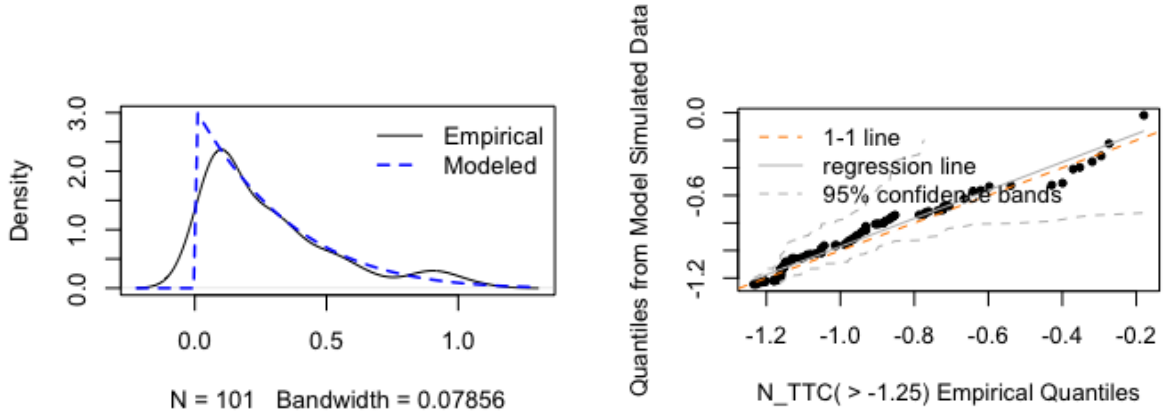 Density
3.0
2.0
1.0
0.0
Empirical
Modeled
0.0
0.5
1.0
N = 101 Bandwidth = 0.07856
Quantiles from Model Simulated Data
0.0
-0.6
-1.2
1-1 line
regression line
95% confidence bands
-1.2
-1.0
-0.8
-0.6
-0.4
-0.2
N_TTC( > -1.25) Empirical Quantiles